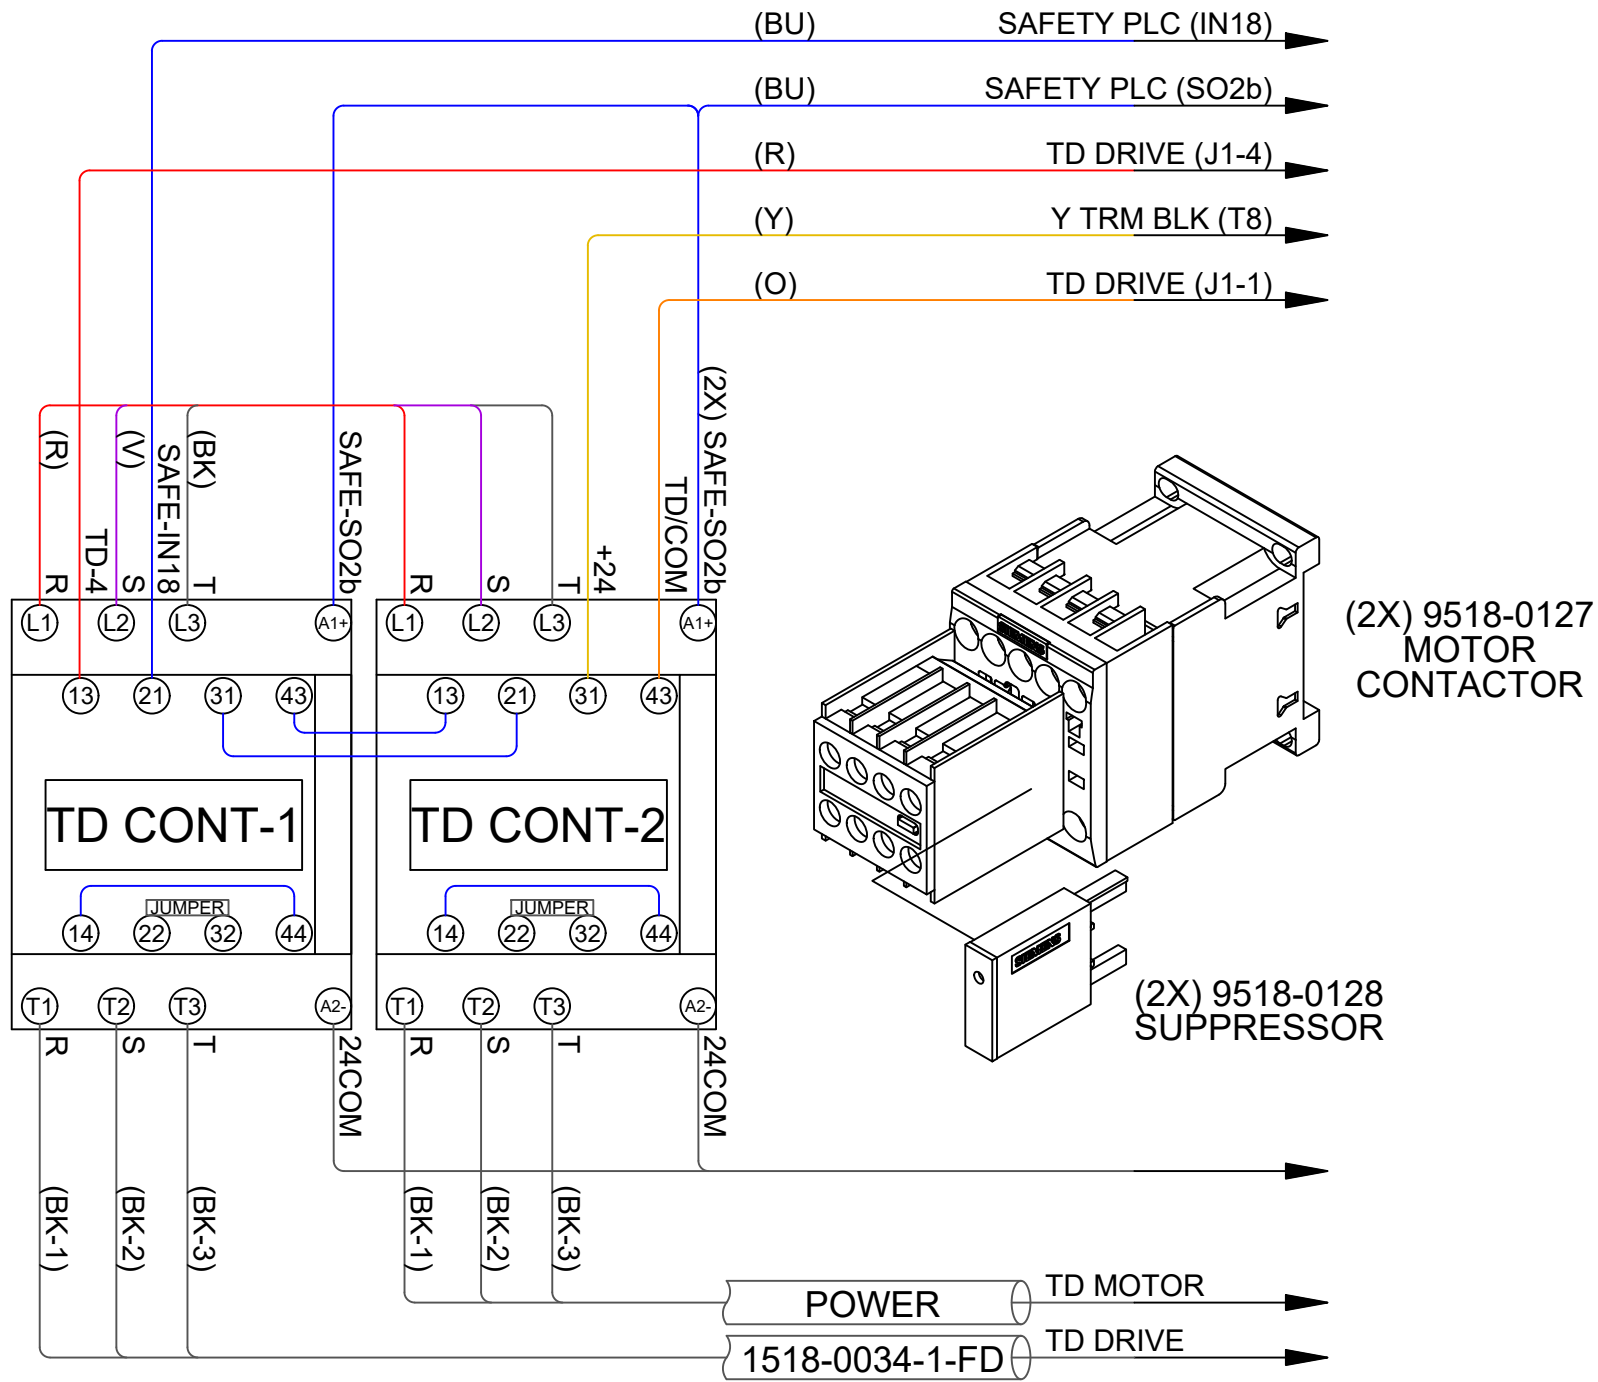 (BU) SAFETY PLC (IN18)
(BU) SAFETY PLC (SO2b)
(R) TD DRIVE (J1-4)
(Y) Y TRM BLK (T8)
(O) TD DRIVE (J1-1)
(R)
R
TD-4
(V)
S
SAFE-IN18
(BK)
T
SAFE-SO2b
R
S
T
+24
TD/COM
(2X) SAFE-SO2b
L1 L2 L3 A1+ L1 L2 L3 A1+
13 21 31 43 13 21 31 43
TD CONT-1 TD CONT-2
JUMPER JUMPER
14 22 32 44 14 22 32 44
T1 T2 T3 A2- T1 T2 T3 A2-
R
S
T
24COM
R
S
T
24COM
(BK-1)
(BK-2)
(BK-3)
(BK-1)
(BK-2)
(BK-3)
SIEMENS
(2X) 9518-0127
MOTOR
CONTACTOR
SIEMENS
(2X) 9518-0128
SUPPRESSOR
POWER TD MOTOR
1518-0034-1-FD TD DRIVE